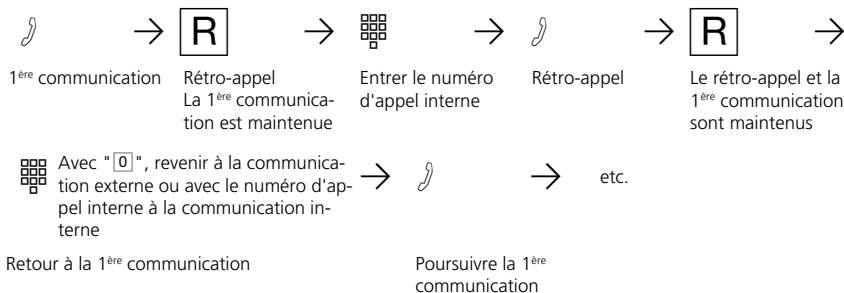 R R
1ère communication Rétro-appel Entrer le numéro Rétro-appel Le rétro-appel et la
La 1ère communica- d'appel interne 1ère communication
tion est maintenue sont maintenus
Avec "0", revenir à la communica-
tion externe ou avec le numéro d'ap- etc.
pel interne à la communication in-
terne
Retour à la 1ère communication Poursuivre la 1ère
communication